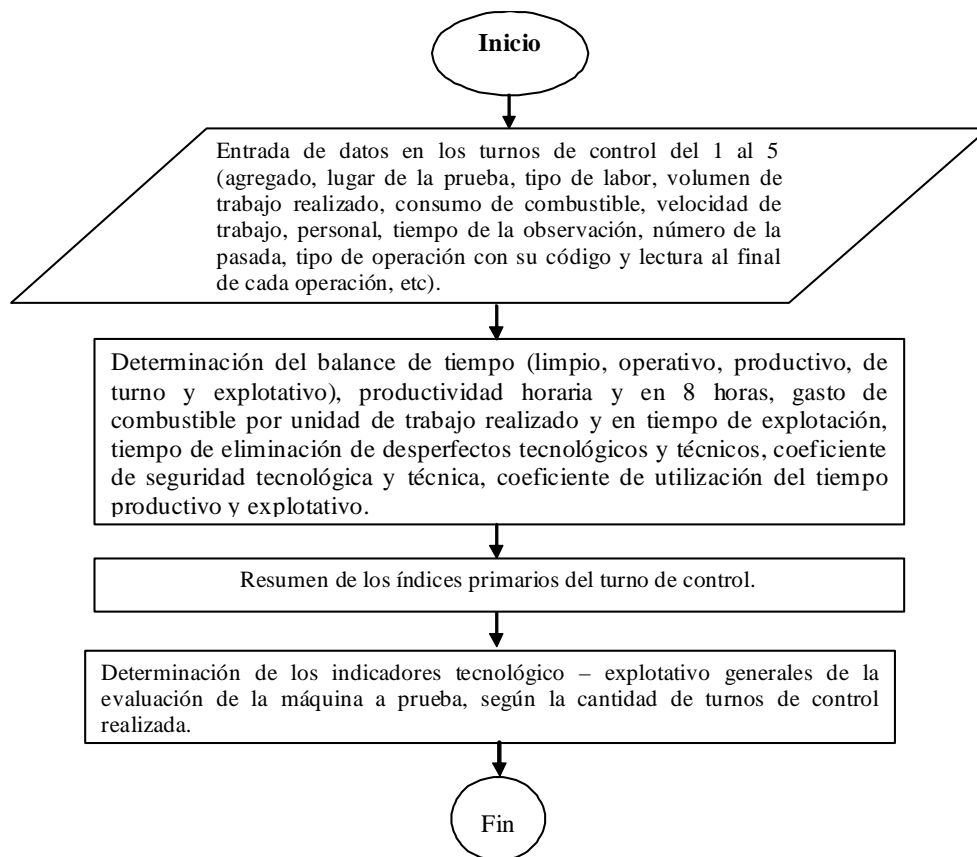 Inicio
Entrada de datos en los turnos de control del 1 al 5
(agregado, lugar de la prueba, tipo de labor, volumen de
trabajo realizado, consumo de combustible, velocidad de
trabajo, personal, tiempo de la observación, número de la
pasada, tipo de operación con su código y lectura al final
de cada operación, etc).
Determinación del balance de tiempo (limpio, operativo, productivo, de
turno y explotativo), productividad horaria y en 8 horas, gasto de
combustible por unidad de trabajo realizado y en tiempo de explotación,
tiempo de eliminación de desperfectos tecnológicos y técnicos, coeficiente
de seguridad tecnológica y técnica, coeficiente de utilización del tiempo
productivo y explotativo.
Resumen de los índices primarios del turno de control.
Determinación de los indicadores tecnológico – explotativo generales de la
evaluación de la máquina a prueba, según la cantidad de turnos de control
realizada.
Fin